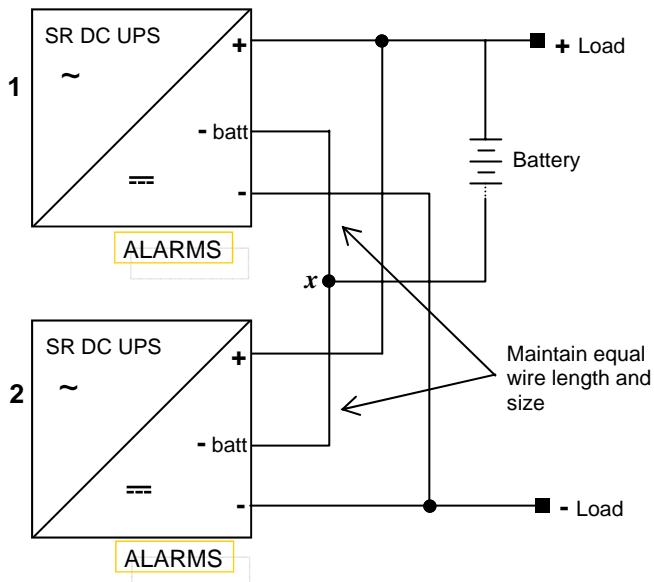 SR DC UPS
~
1
+
- batt
-
ALARMS
+ Load
Battery
x
Maintain equal
wire length and
size
SR DC UPS
~
2
+
- batt
-
ALARMS
- Load